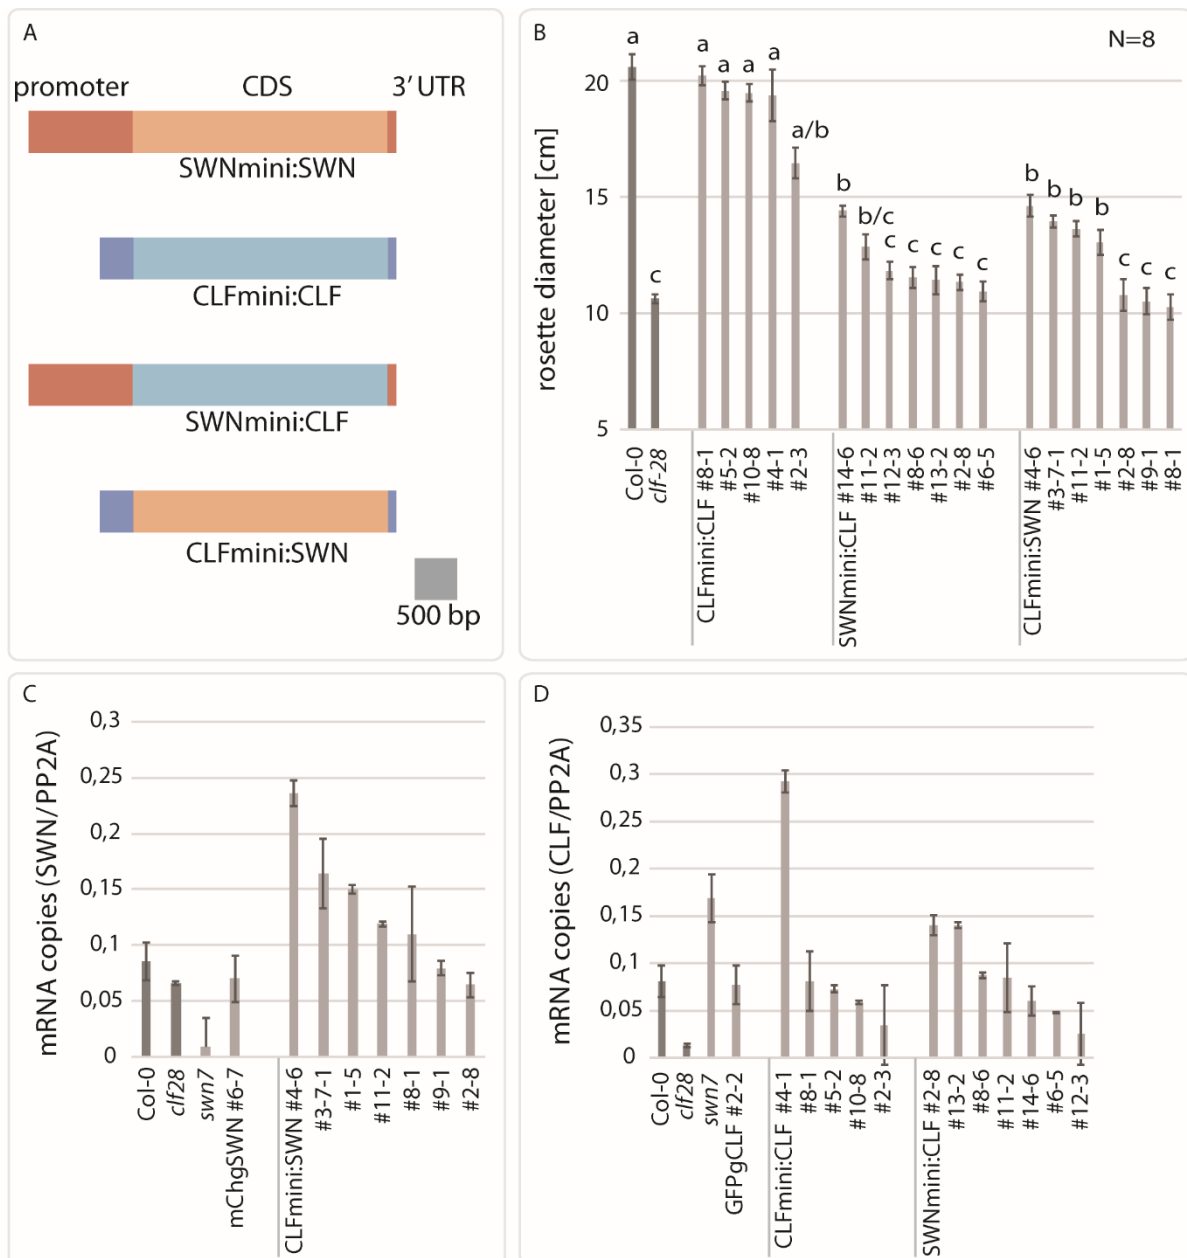 A
promoter CDS 3' UTR
SWNmini:SWN
CLFmini:CLF
SWNmini:CLF
CLFmini:SWN
500 bp
B
N=8
rosette diameter [cm]
20
15
10
5
a
c
a
a
a
a
a/b
b
b/c
c
c
c
c
c
b
b
b
b
c
c
c
Col-0
clf-28
CLFmini:CLF #8-1
#5-2
#10-8
#4-1
#2-3
SWNmini:CLF #14-6
#11-2
#12-3
#8-6
#13-2
#2-8
#6-5
CLFmini:SWN #4-6
#3-7-1
#11-2
#1-5
#2-8
#9-1
#8-1
C
mRNA copies (SWN/PP2A)
0,3
0,25
0,2
0,15
0,1
0,05
0
Col-0
clf28
swn7
mChgSWN #6-7
CLFmini:SWN #4-6
#3-7-1
#1-5
#11-2
#8-1
#9-1
#2-8
D
mRNA copies (CLF/PP2A)
0,35
0,3
0,25
0,2
0,15
0,1
0,05
0
Col-0
clf28
swn7
GFPgCLF #2-2
CLFmini:CLF #4-1
#8-1
#5-2
#10-8
#2-3
SWNmini:CLF #2-8
#13-2
#8-6
#11-2
#14-6
#6-5
#12-3